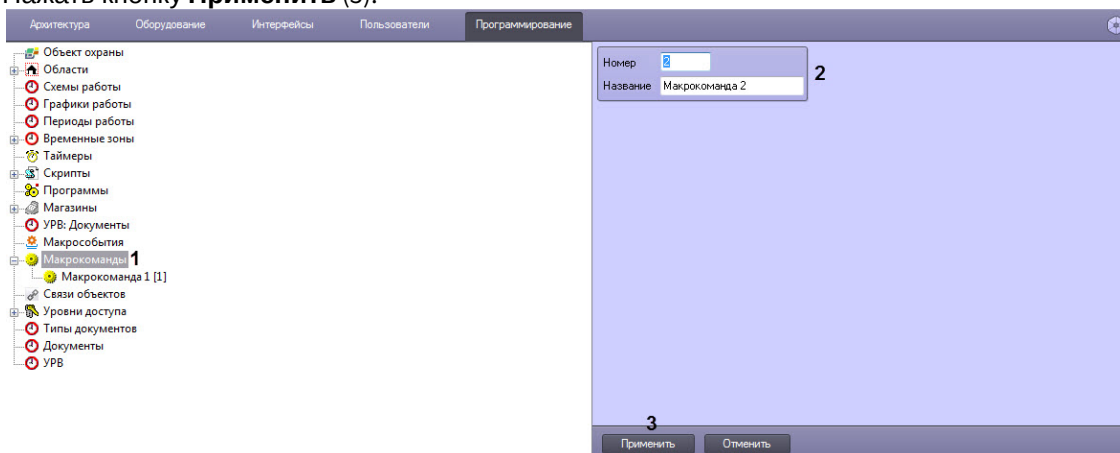 Нажать кнопку Применить (3).
Архитектура Оборудование Интерфейсы Пользователи Программирование
Объект охраны
Области
Схемы работы
Графики работы
Периоды работы
Временные зоны
Таймеры
Скрипты
Программы
Магазины
УРВ: Документы
Макрособытия
Макрокоманды 1
Макрокоманда 1 [1]
Связи объектов
Уровни доступа
Типы документов
Документы
УРВ
Номер 2
Название Макрокоманда 2
2
3
Применить Отменить